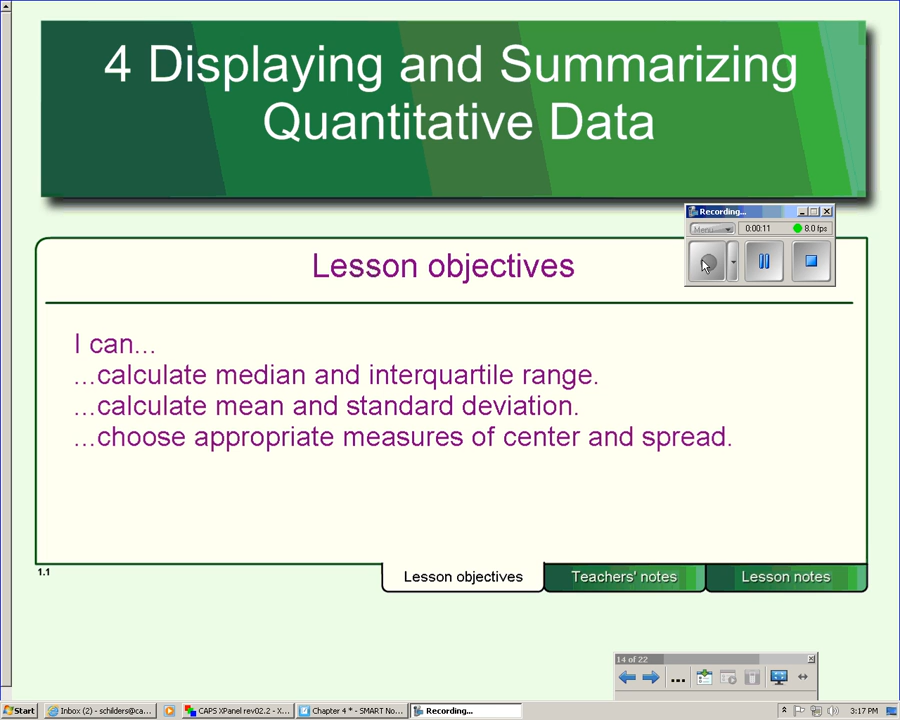 4 Displaying and Summarizing
Quantitative Data
Recording...
Menu
0:00:11
8.0 fps
Lesson objectives
I can...
...calculate median and interquartile range.
...calculate mean and standard deviation.
...choose appropriate measures of center and spread.
1.1
Lesson objectives
Teachers' notes
Lesson notes
14 of 22
Start
Inbox (2) - schilders@ca...
CAPS XPanel rev02.2 - X...
Chapter 4 * - SMART No...
Recording...
3:17 PM